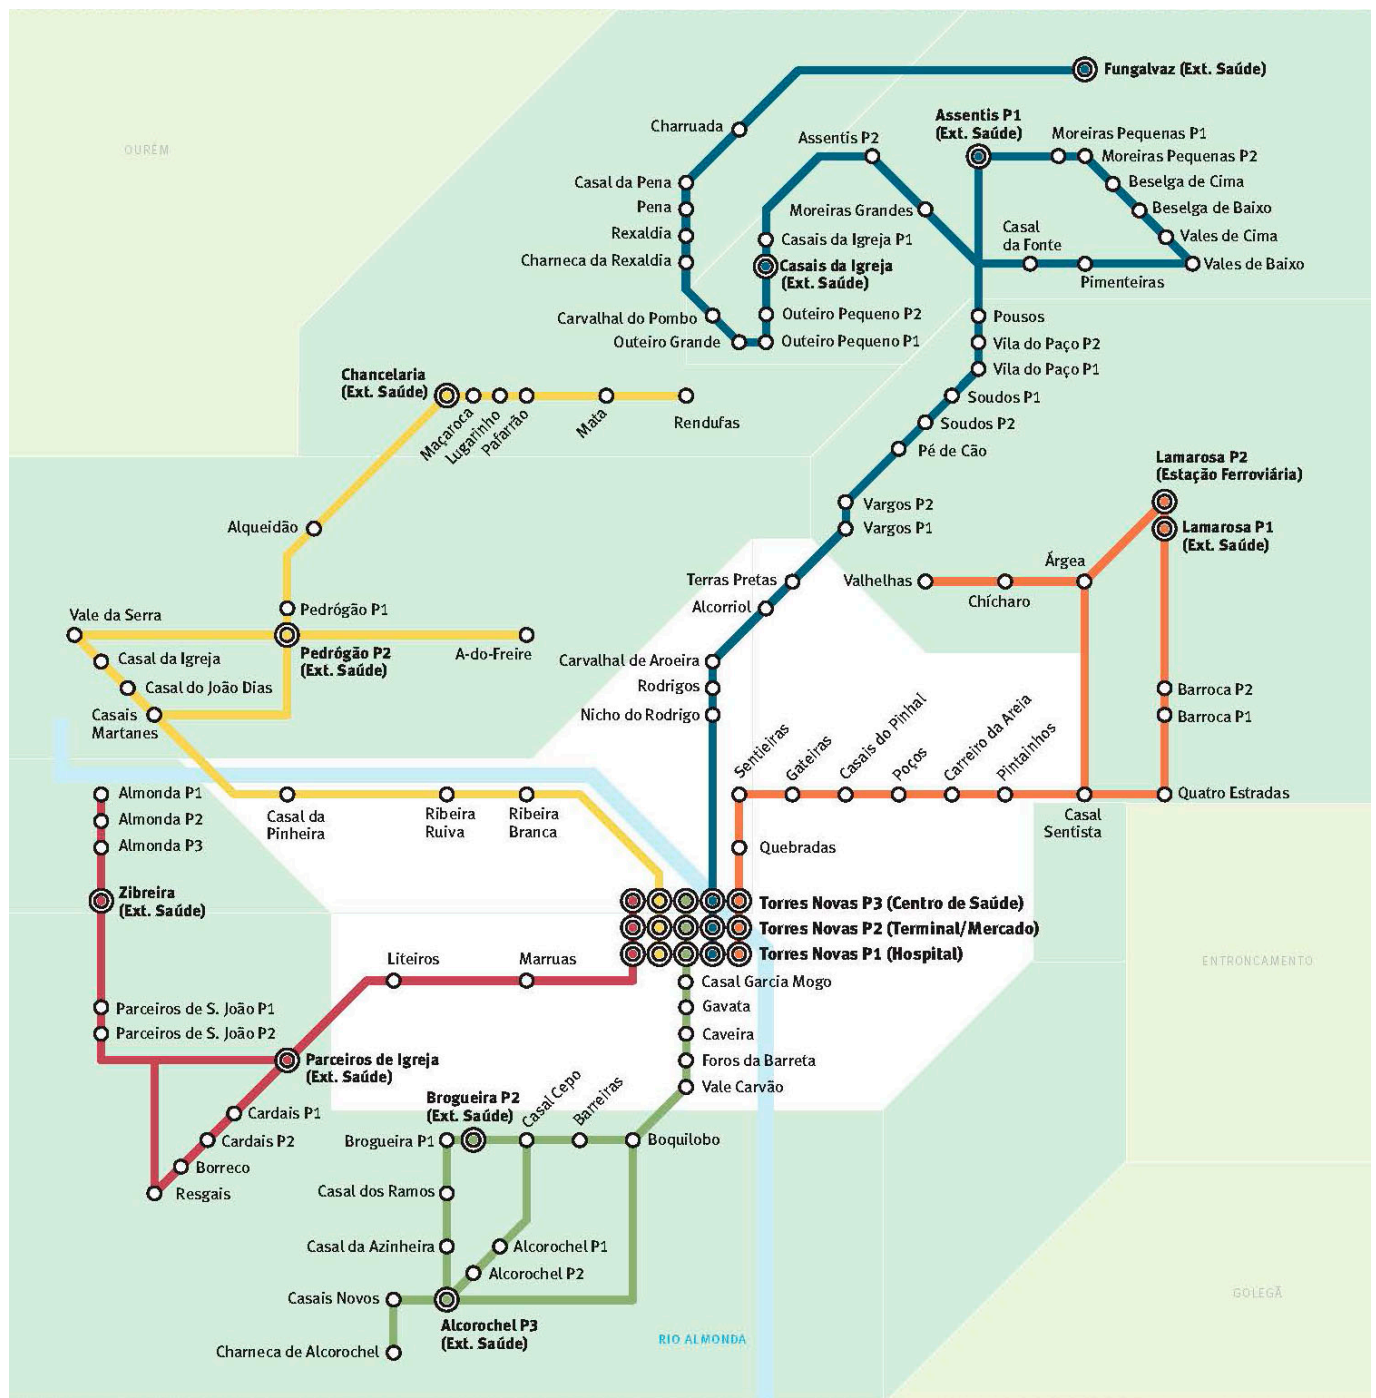 Fungalvaz (Ext. Saúde)
Assentis P1
(Ext. Saúde)
Charruada
Assentis P2
Moreiras Pequenas P1
OURÉM
Moreiras Pequenas P2
Casal da Pena
Beselga de Cima
Pena
Moreiras Grandes
Beselga de Baixo
Rexaldia
Casais da Igreja P1
Casal
da Fonte
Vales de Cima
Charneca da Rexaldia
Casais da Igreja
(Ext. Saúde)
Vales de Baixo
Pimenteiras
Carvalhal do Pombo
Outeiro Pequeno P2
Pousos
Outeiro Grande
Outeiro Pequeno P1
Vila do Paço P2
Vila do Paço P1
Chancelaria
(Ext. Saúde)
Maçaroca
Lugarinho
Pafarrão
Mata
Rendufas
Soudos P1
Soudos P2
Pé de Cão
Lamarosa P2
(Estação Ferroviária)
Vargos P2
Vargos P1
Lamarosa P1
(Ext. Saúde)
Alqueidão
Árgea
Terras Pretas
Valhelhas
Chícharo
Alcorriol
Pedrógão P1
Vale da Serra
Pedrógão P2
(Ext. Saúde)
A-do-Freire
Casal da Igreja
Casal do João Dias
Casais
Martanes
Carvalhal de Aroeira
Rodrigos
Nicho do Rodrigo
Barroca P2
Barroca P1
Sentieiras
Gateiras
Casais do Pinhal
Poços
Carreiro da Areia
Pintainhos
Almonda P1
Almonda P2
Almonda P3
Casal da
Pinheira
Ribeira
Ruiva
Ribeira
Branca
Casal
Sentista
Quatro Estradas
Quebradas
Zibreira
(Ext. Saúde)
Torres Novas P3 (Centro de Saúde)
Torres Novas P2 (Terminal/Mercado)
Torres Novas P1 (Hospital)
Liteiros
Marruas
ENTRONCAMENTO
Casal Garcia Mogo
Gavata
Caveira
Foros da Barreta
Vale Carvão
Parceiros de S. João P1
Parceiros de S. João P2
Parceiros de Igreja
(Ext. Saúde)
Cardais P1
Cardais P2
Borreco
Resgais
Brogueira P2
(Ext. Saúde)
Casal Cepo
Barreiras
Brogueira P1
Boquilobo
Casal dos Ramos
Casal da Azinheira
Alcorochel P1
Alcorochel P2
Casais Novos
Alcorochel P3
(Ext. Saúde)
Charneca de Alcorochel
RIO ALMONDA
GOLEGÃ